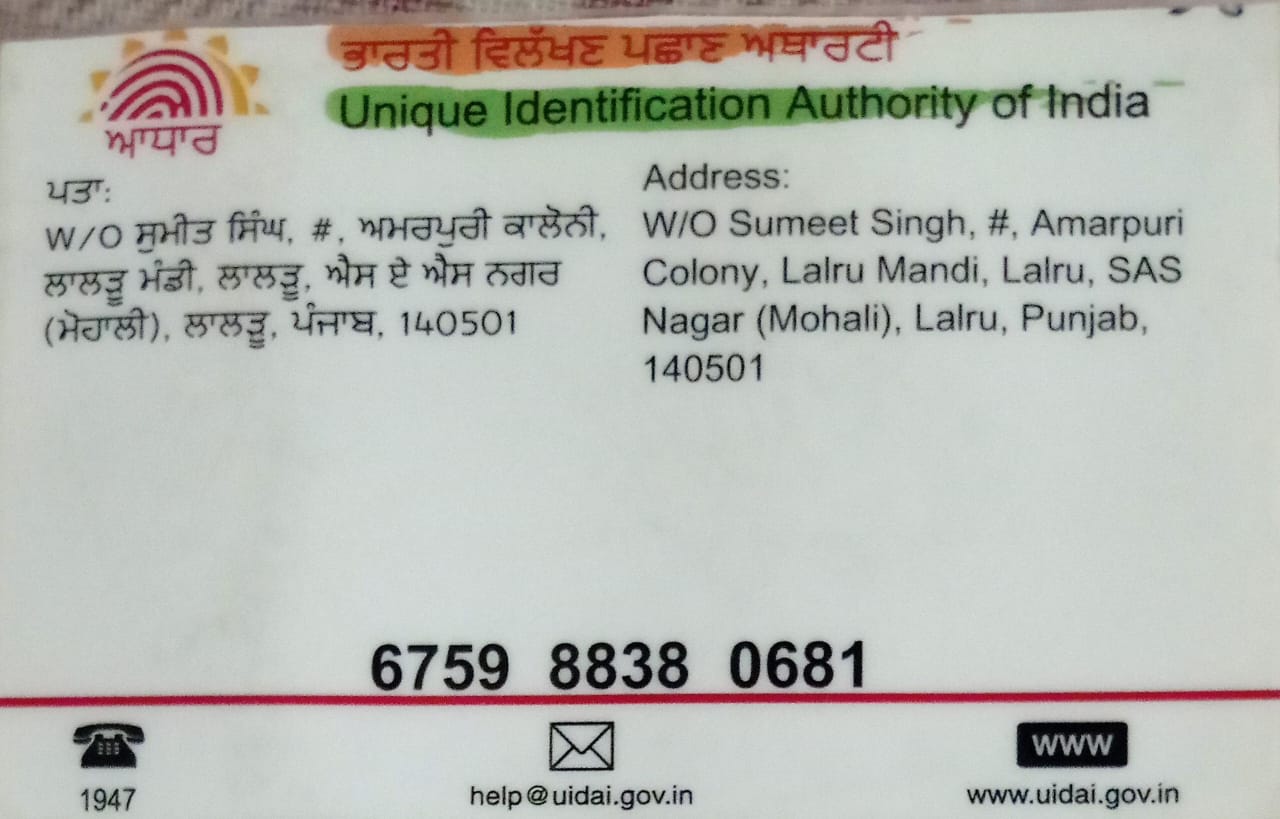 ਭਾਰਤੀ ਵਿਲੱਖਣ ਪਛਾਣ ਅਥਾਰਟੀ
Unique Identification Authority of India
ਆਧਾਰ
ਪਤਾ:
W/O ਸੁਮੀਤ ਸਿੰਘ, #, ਅਮਰਪੁਰੀ ਕਾਲੋਨੀ,
ਲਾਲੜੂ ਮੰਡੀ, ਲਾਲੜੂ, ਐਸ ਏ ਐਸ ਨਗਰ
(ਮੋਹਾਲੀ), ਲਾਲੜੂ, ਪੰਜਾਬ, 140501
Address:
W/O Sumeet Singh, #, Amarpuri
Colony, Lalru Mandi, Lalru, SAS
Nagar (Mohali), Lalru, Punjab,
140501
6759 8838 0681
1947
help@uidai.gov.in
www
www.uidai.gov.in